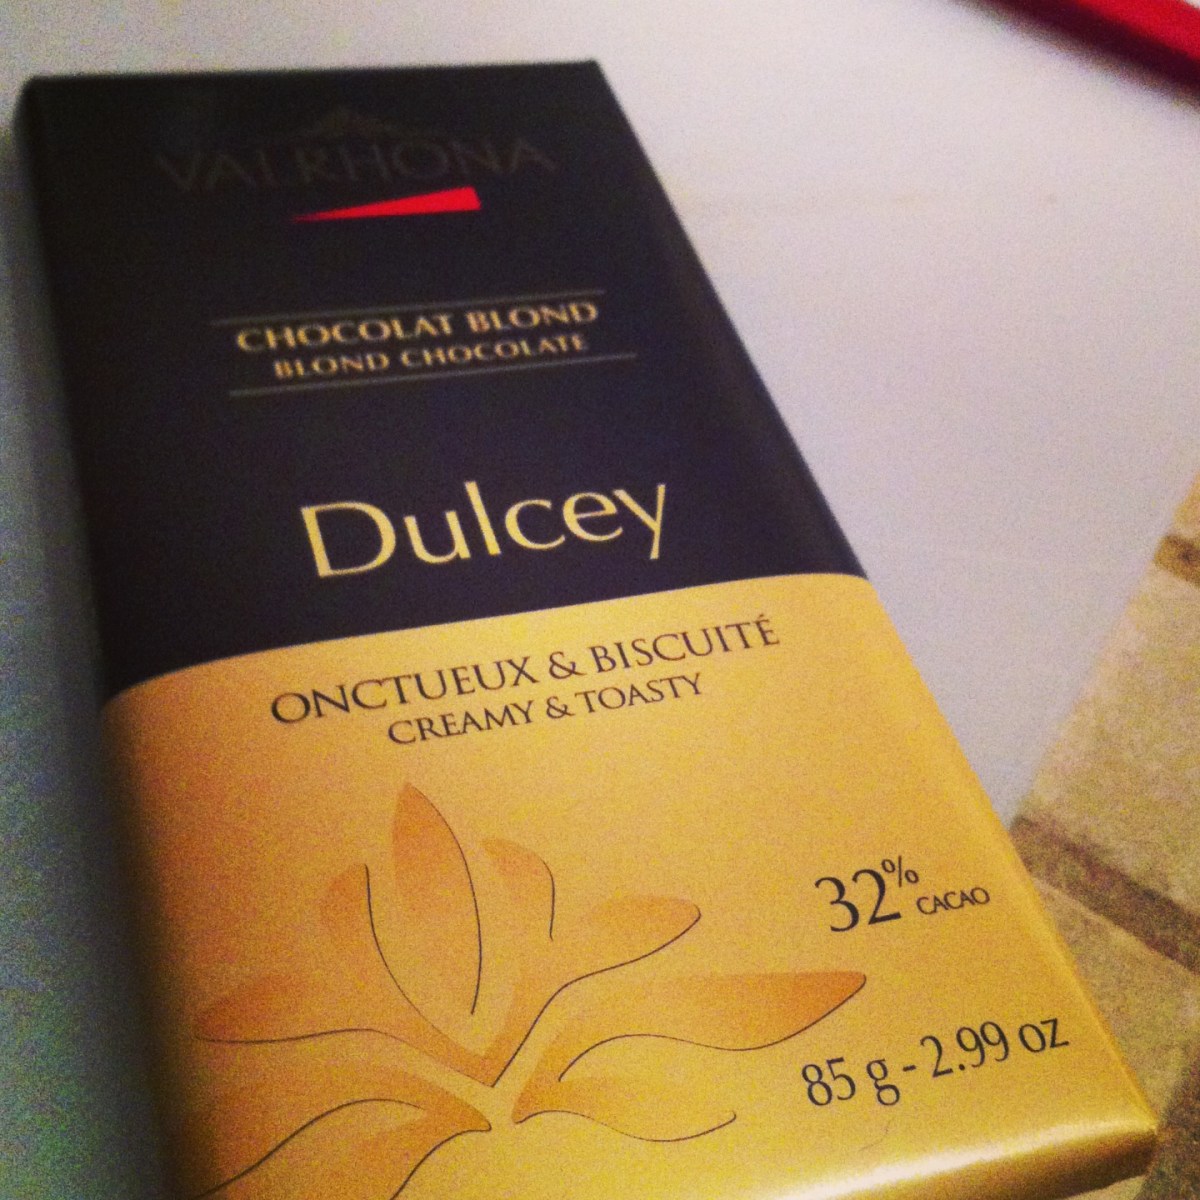 VALRHONA
CHOCOLAT BLOND
BLOND CHOCOLATE
Dulcey
ONCTUEUX & BISCUITÉ
CREAMY & TOASTY
32% CACAO
85 g - 2.99 oz